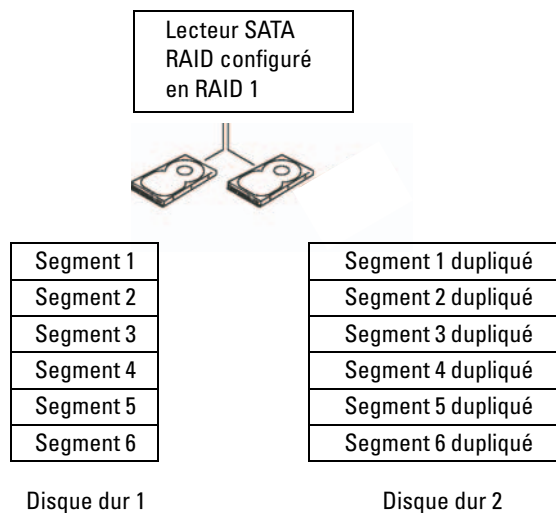 Lecteur SATA
RAID configuré
en RAID 1
Segment 1
Segment 1 dupliqué
Segment 2
Segment 2 dupliqué
Segment 3
Segment 3 dupliqué
Segment 4
Segment 4 dupliqué
Segment 5
Segment 5 dupliqué
Segment 6
Segment 6 dupliqué
Disque dur 1
Disque dur 2